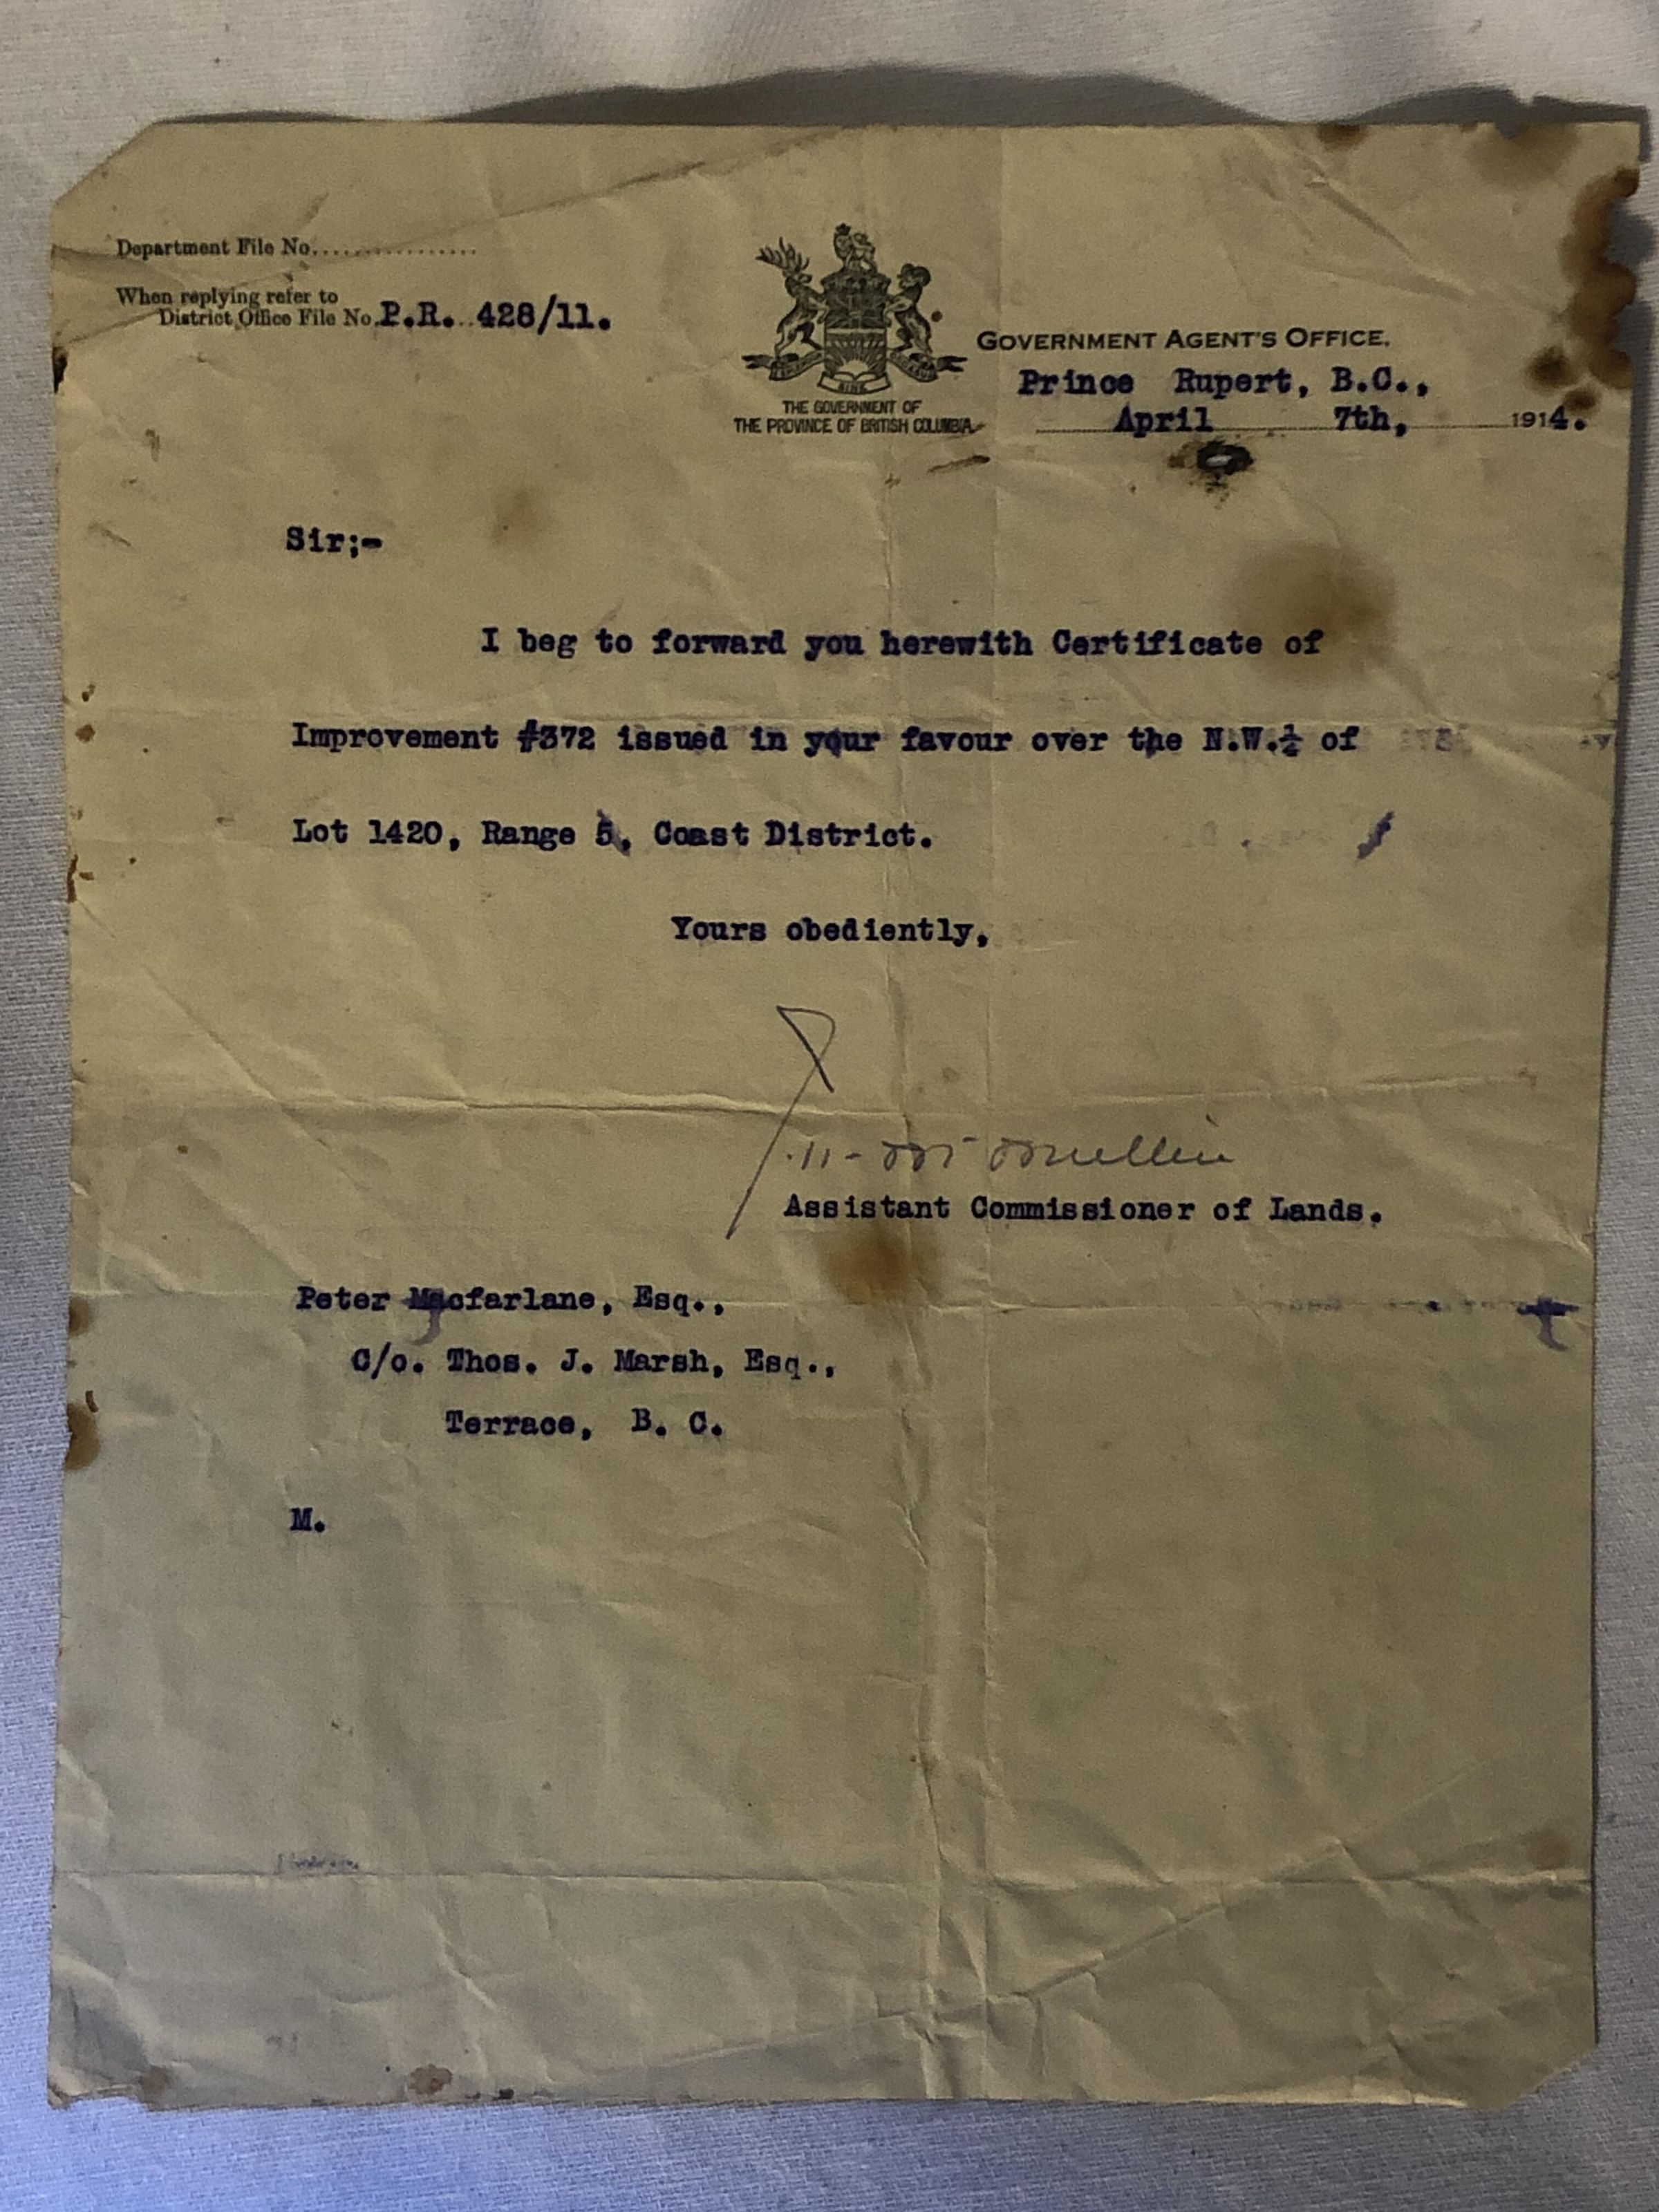 Department File No................
When replying refer to
District Office File No. P.R. 428/11.
THE GOVERNMENT OF
THE PROVINCE OF BRITISH COLUMBIA
GOVERNMENT AGENT'S OFFICE,
Prince Rupert, B.C.,
April 7th, 1914.
Sir;-
I beg to forward you herewith Certificate of
Improvement #372 issued in your favour over the N.W.¼ of
Lot 1420, Range 5, Coast District.
Yours obediently,
Assistant Commissioner of Lands.
Peter Macfarlane, Esq.,
C/o. Thos. J. Marsh, Esq.,
Terrace, B. C.
M.